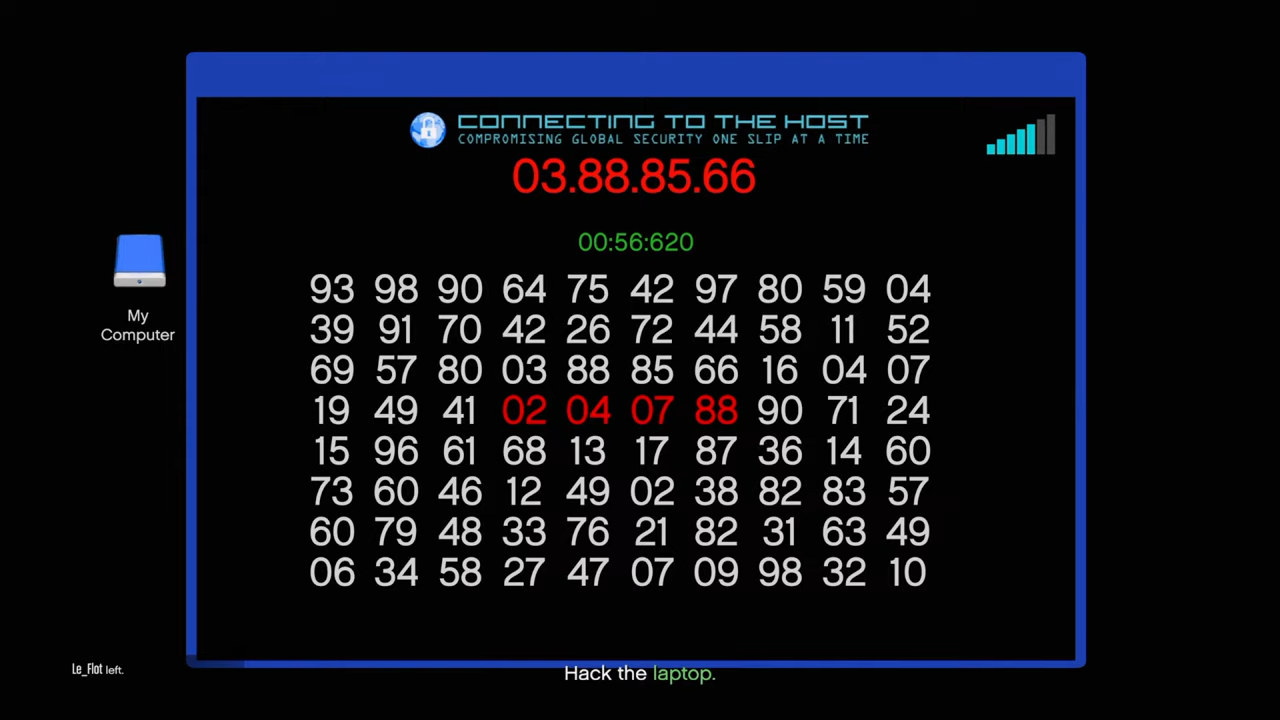 CONNECTING TO THE HOST
COMPROMISING GLOBAL SECURITY ONE SLIP AT A TIME
03.88.85.66
00:56:620
93 98 90 64 75 42 97 80 59 04
39 91 70 42 26 72 44 58 11 52
69 57 80 03 88 85 66 16 04 07
19 49 41 02 04 07 88 90 71 24
15 96 61 68 13 17 87 36 14 60
73 60 46 12 49 02 38 82 83 57
60 79 48 33 76 21 82 31 63 49
06 34 58 27 47 07 09 98 32 10
My
Computer
Le_Flot left.
Hack the laptop.